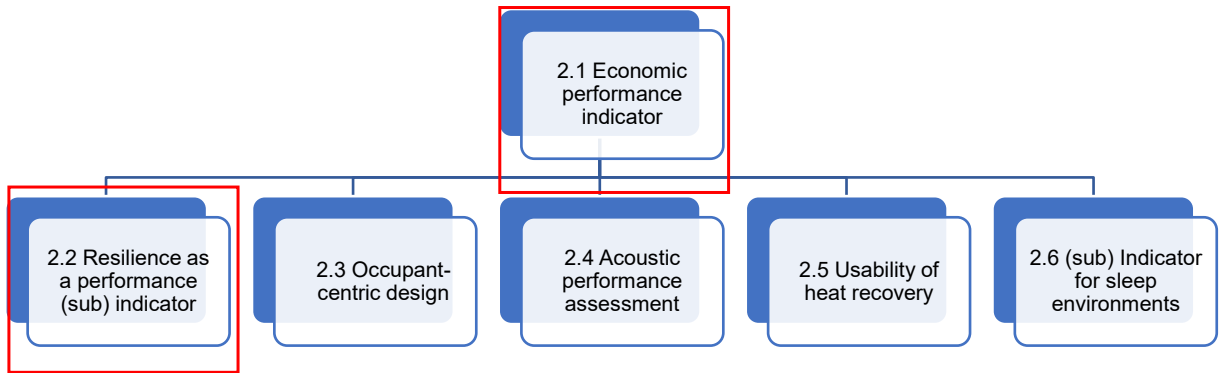 2.1 Economic
performance
indicator
2.2 Resilience as
a performance
(sub) indicator
2.3 Occupant-
centric design
2.4 Acoustic
performance
assessment
2.5 Usability of
heat recovery
2.6 (sub) Indicator
for sleep
environments